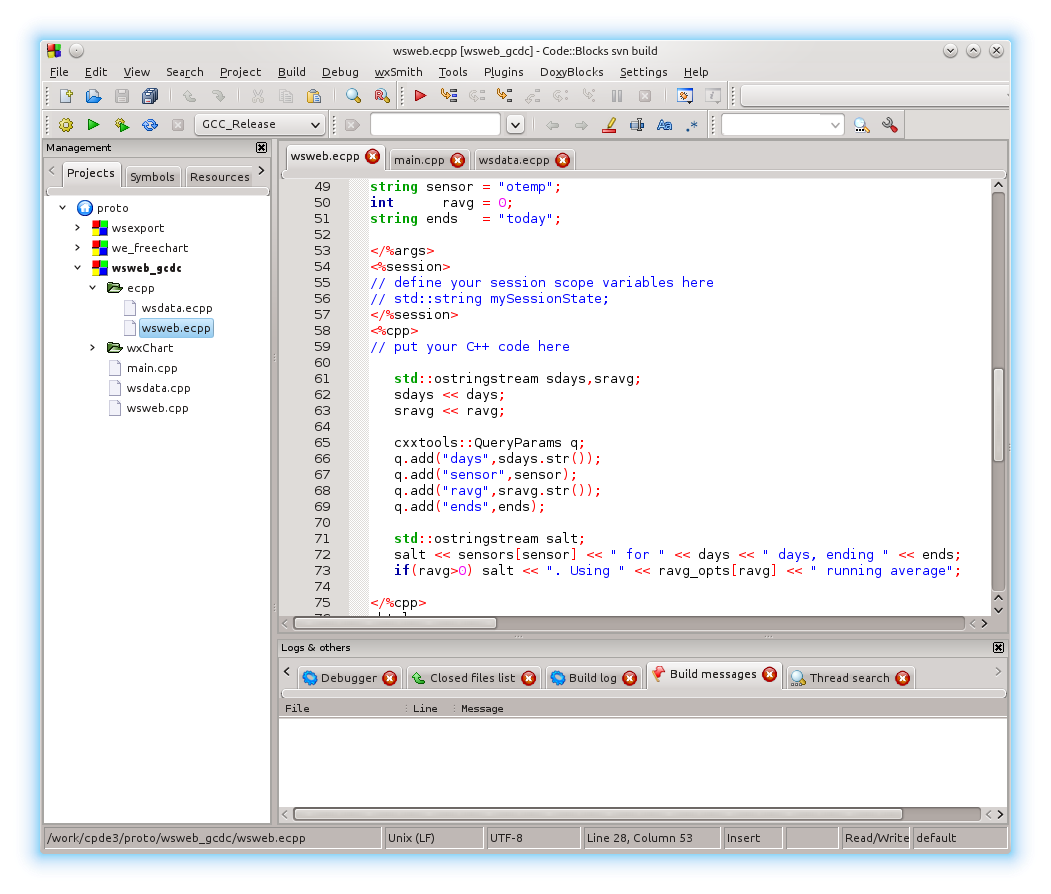 wsweb.ecpp [wsweb_gcdc] - Code::Blocks svn build
File Edit View Search Project Build Debug wxSmith Tools Plugins DoxyBlocks Settings Help
GCC_Release
Management
Projects Symbols Resources
proto
wsexport
we_freechart
wsweb_gcdc
ecpp
wsdata.ecpp
wsweb.ecpp
wxChart
main.cpp
wsdata.cpp
wsweb.cpp
wsweb.ecpp main.cpp wsdata.ecpp
49 string sensor = "otemp";
50 int      ravg = 0;
51 string ends   = "today";
52
53 </%args>
54 <%session>
55 // define your session scope variables here
56 // std::string mySessionState;
57 </%session>
58 <%cpp>
59 // put your C++ code here
60
61    std::ostringstream sdays,sravg;
62    sdays << days;
63    sravg << ravg;
64
65    cxxtools::QueryParams q;
66    q.add("days",sdays.str());
67    q.add("sensor",sensor);
68    q.add("ravg",sravg.str());
69    q.add("ends",ends);
70
71    std::ostringstream salt;
72    salt << sensors[sensor] << " for " << days << " days, ending " << ends;
73    if(ravg>0) salt << ". Using " << ravg_opts[ravg] << " running average";
74
75 </%cpp>
Logs & others
Debugger Closed files list Build log Build messages Thread search
File Line Message
/work/cpde3/proto/wsweb_gcdc/wsweb.ecpp Unix (LF) UTF-8 Line 28, Column 53 Insert Read/Write default